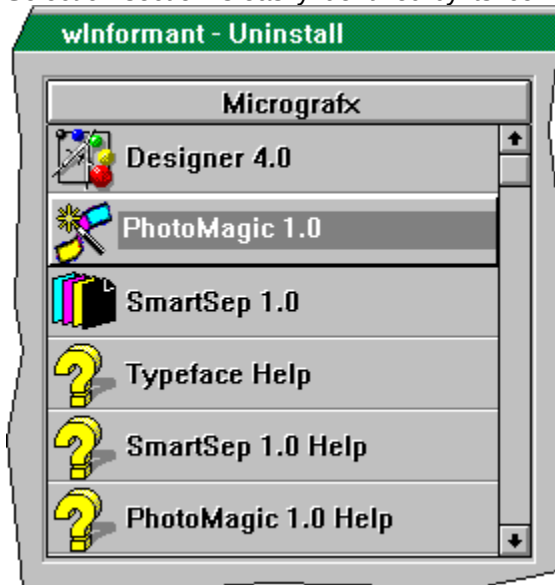 wInformant - Uninstall
Micrografx
Designer 4.0
PhotoMagic 1.0
SmartSep 1.0
Typeface Help
SmartSep 1.0 Help
PhotoMagic 1.0 Help